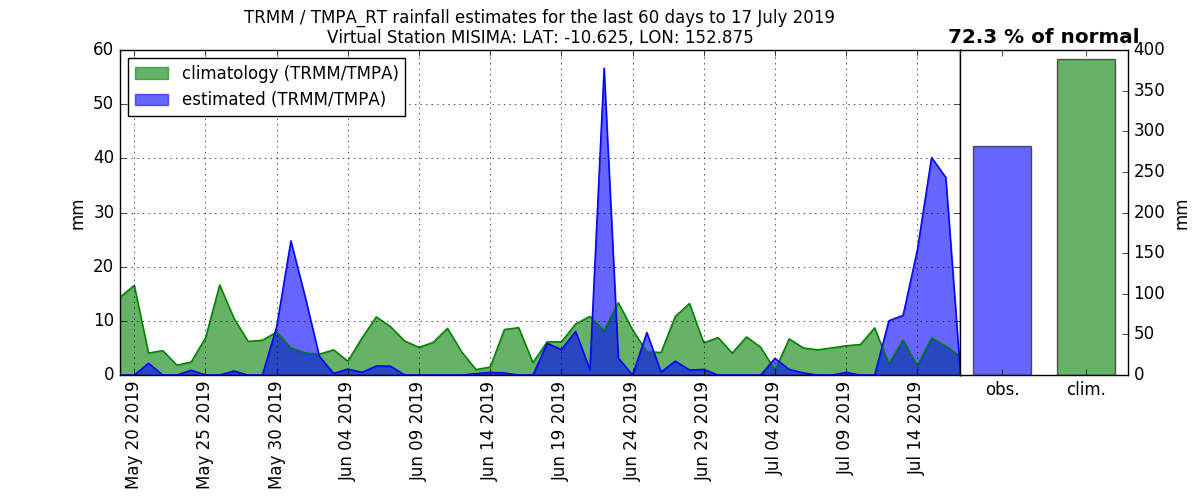 TRMM / TMPA_RT rainfall estimates for the last 60 days to 17 July 2019
Virtual Station MISIMA: LAT: -10.625, LON: 152.875
72.3 % of normal
climatology (TRMM/TMPA)
estimated (TRMM/TMPA)
60
50
40
30
20
10
0
mm
May 20 2019
May 25 2019
May 30 2019
Jun 04 2019
Jun 09 2019
Jun 14 2019
Jun 19 2019
Jun 24 2019
Jun 29 2019
Jul 04 2019
Jul 09 2019
Jul 14 2019
400
350
300
250
200
150
100
50
0
mm
obs.
clim.